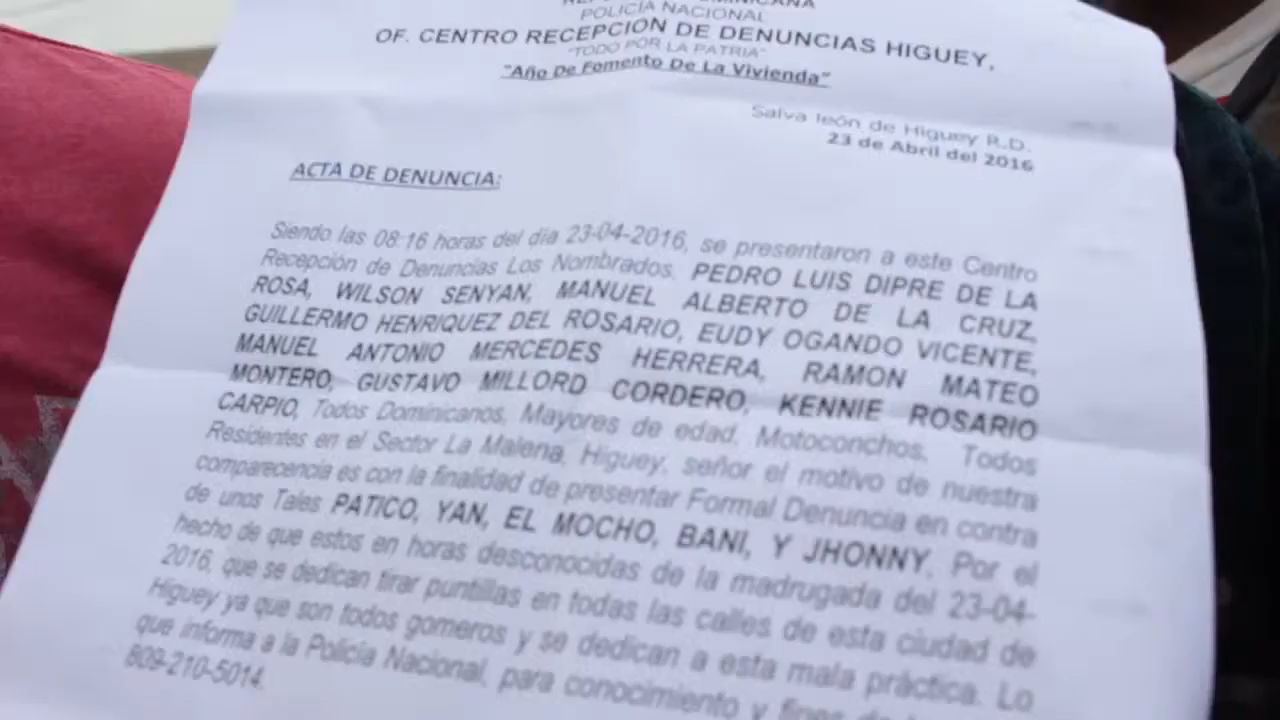 DOMINICANA
POLICÍA NACIONAL
OF. CENTRO RECEPCION DE DENUNCIAS HIGUEY.
"TODO POR LA PATRIA"
"Año De Fomento De La Vivienda"
Salva león de Higuey R.D.
23 de Abril del 2016
ACTA DE DENUNCIA:
Siendo las 08:16 horas del día 23-04-2016, se presentaron a este Centro
Recepción de Denuncias Los Nombrados, PEDRO LUIS DIPRE DE LA
ROSA, WILSON SENYAN, MANUEL ALBERTO DE LA CRUZ,
GUILLERMO HENRIQUEZ DEL ROSARIO, EUDY OGANDO VICENTE,
MANUEL ANTONIO MERCEDES HERRERA, RAMON MATEO
MONTERO, GUSTAVO MILLORD CORDERO, KENNIE ROSARIO
CARPIO, Todos Dominicanos, Mayores de edad, Motoconchos, Todos
Residentes en el Sector La Malena, Higuey, señor el motivo de nuestra
comparecencia es con la finalidad de presentar Formal Denuncia en contra
de unos Tales PATICO, YAN, EL MOCHO, BANI, Y JHONNY. Por el
hecho de que estos en horas desconocidas de la madrugada del 23-04-
2016, que se dedican tirar puntillas en todas las calles de esta ciudad de
Higuey ya que son todos gomeros y se dedican a esta mala práctica. Lo
que informa a la Policía Nacional, para conocimiento y fines de
809-210-5014